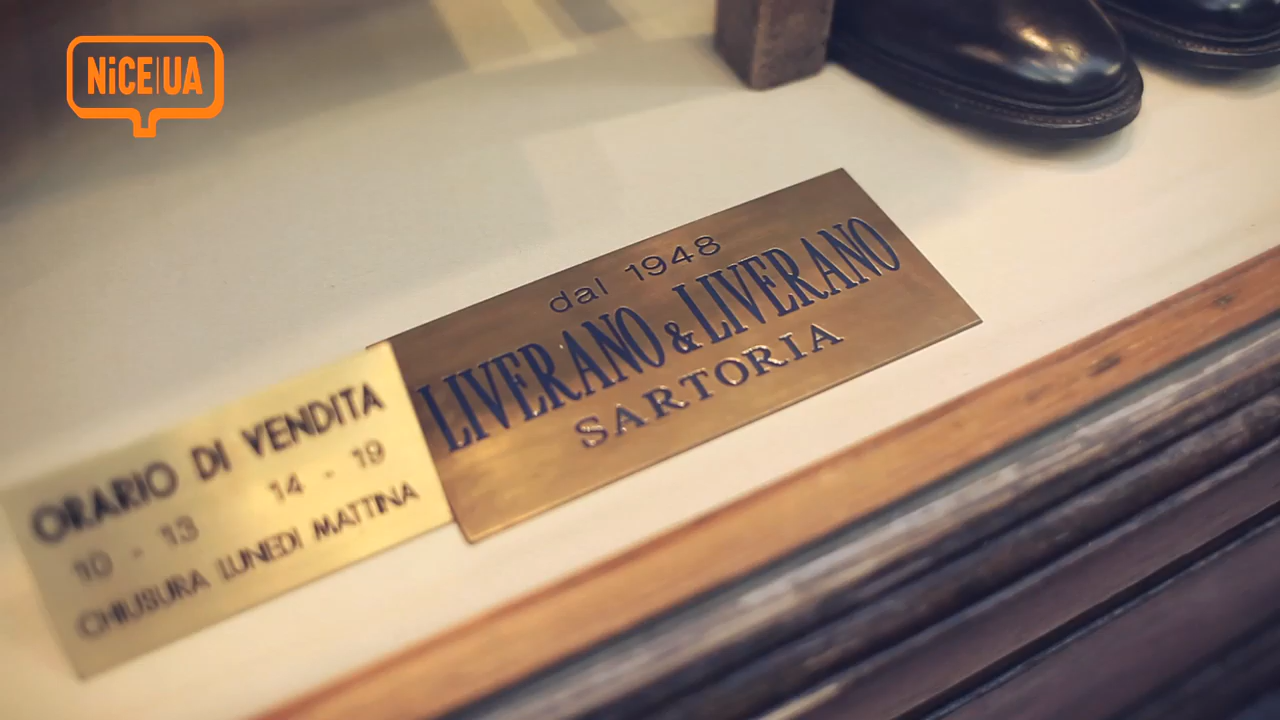 NiCE|UA
dal 1948
LIVERANO & LIVERANO
SARTORIA
ORARIO DI VENDITA
10 - 13 14 - 19
CHIUSURA LUNEDI MATTINA